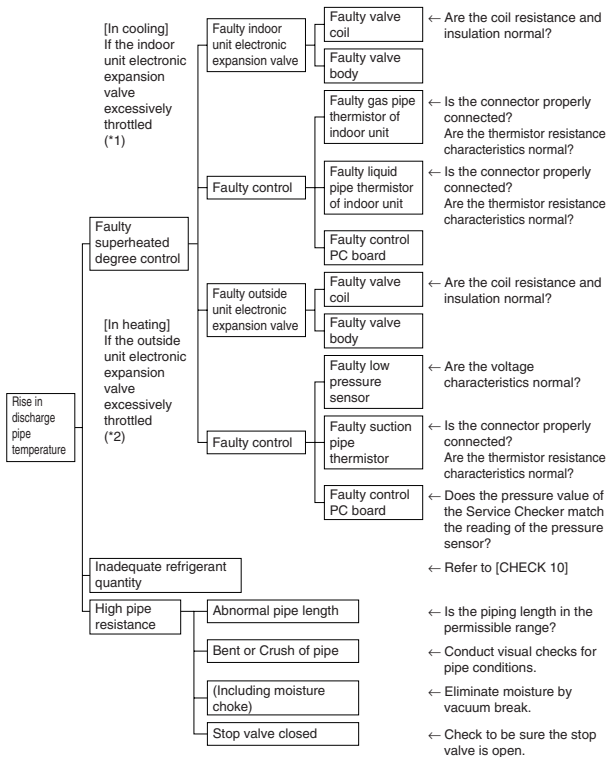 [In cooling]
If the indoor
unit electronic
expansion
valve
excessively
throttled
(*1)
Faulty indoor
unit electronic
expansion valve
Faulty valve
coil
← Are the coil resistance and
insulation normal?
Faulty valve
body
Faulty control
Faulty gas pipe
thermistor of
indoor unit
← Is the connector properly
connected?
Are the thermistor resistance
characteristics normal?
Faulty liquid
pipe thermistor
of indoor unit
← Is the connector properly
connected?
Are the thermistor resistance
characteristics normal?
Faulty control
PC board
Faulty
superheated
degree control
[In heating]
If the outside
unit electronic
expansion
valve
excessively
throttled
(*2)
Faulty outside
unit electronic
expansion valve
Faulty valve
coil
← Are the coil resistance and
insulation normal?
Faulty valve
body
Faulty control
Faulty low
pressure
sensor
← Are the voltage
characteristics normal?
Faulty suction
pipe
thermistor
← Is the connector properly
connected?
Are the thermistor resistance
characteristics normal?
Faulty control
PC board
← Does the pressure value of
the Service Checker match
the reading of the pressure
sensor?
Rise in
discharge
pipe
temperature
Inadequate refrigerant
quantity
← Refer to [CHECK 10]
High pipe
resistance
Abnormal pipe length
← Is the piping length in the
permissible range?
Bent or Crush of pipe
← Conduct visual checks for
pipe conditions.
(Including moisture
choke)
← Eliminate moisture by
vacuum break.
Stop valve closed
← Check to be sure the stop
valve is open.